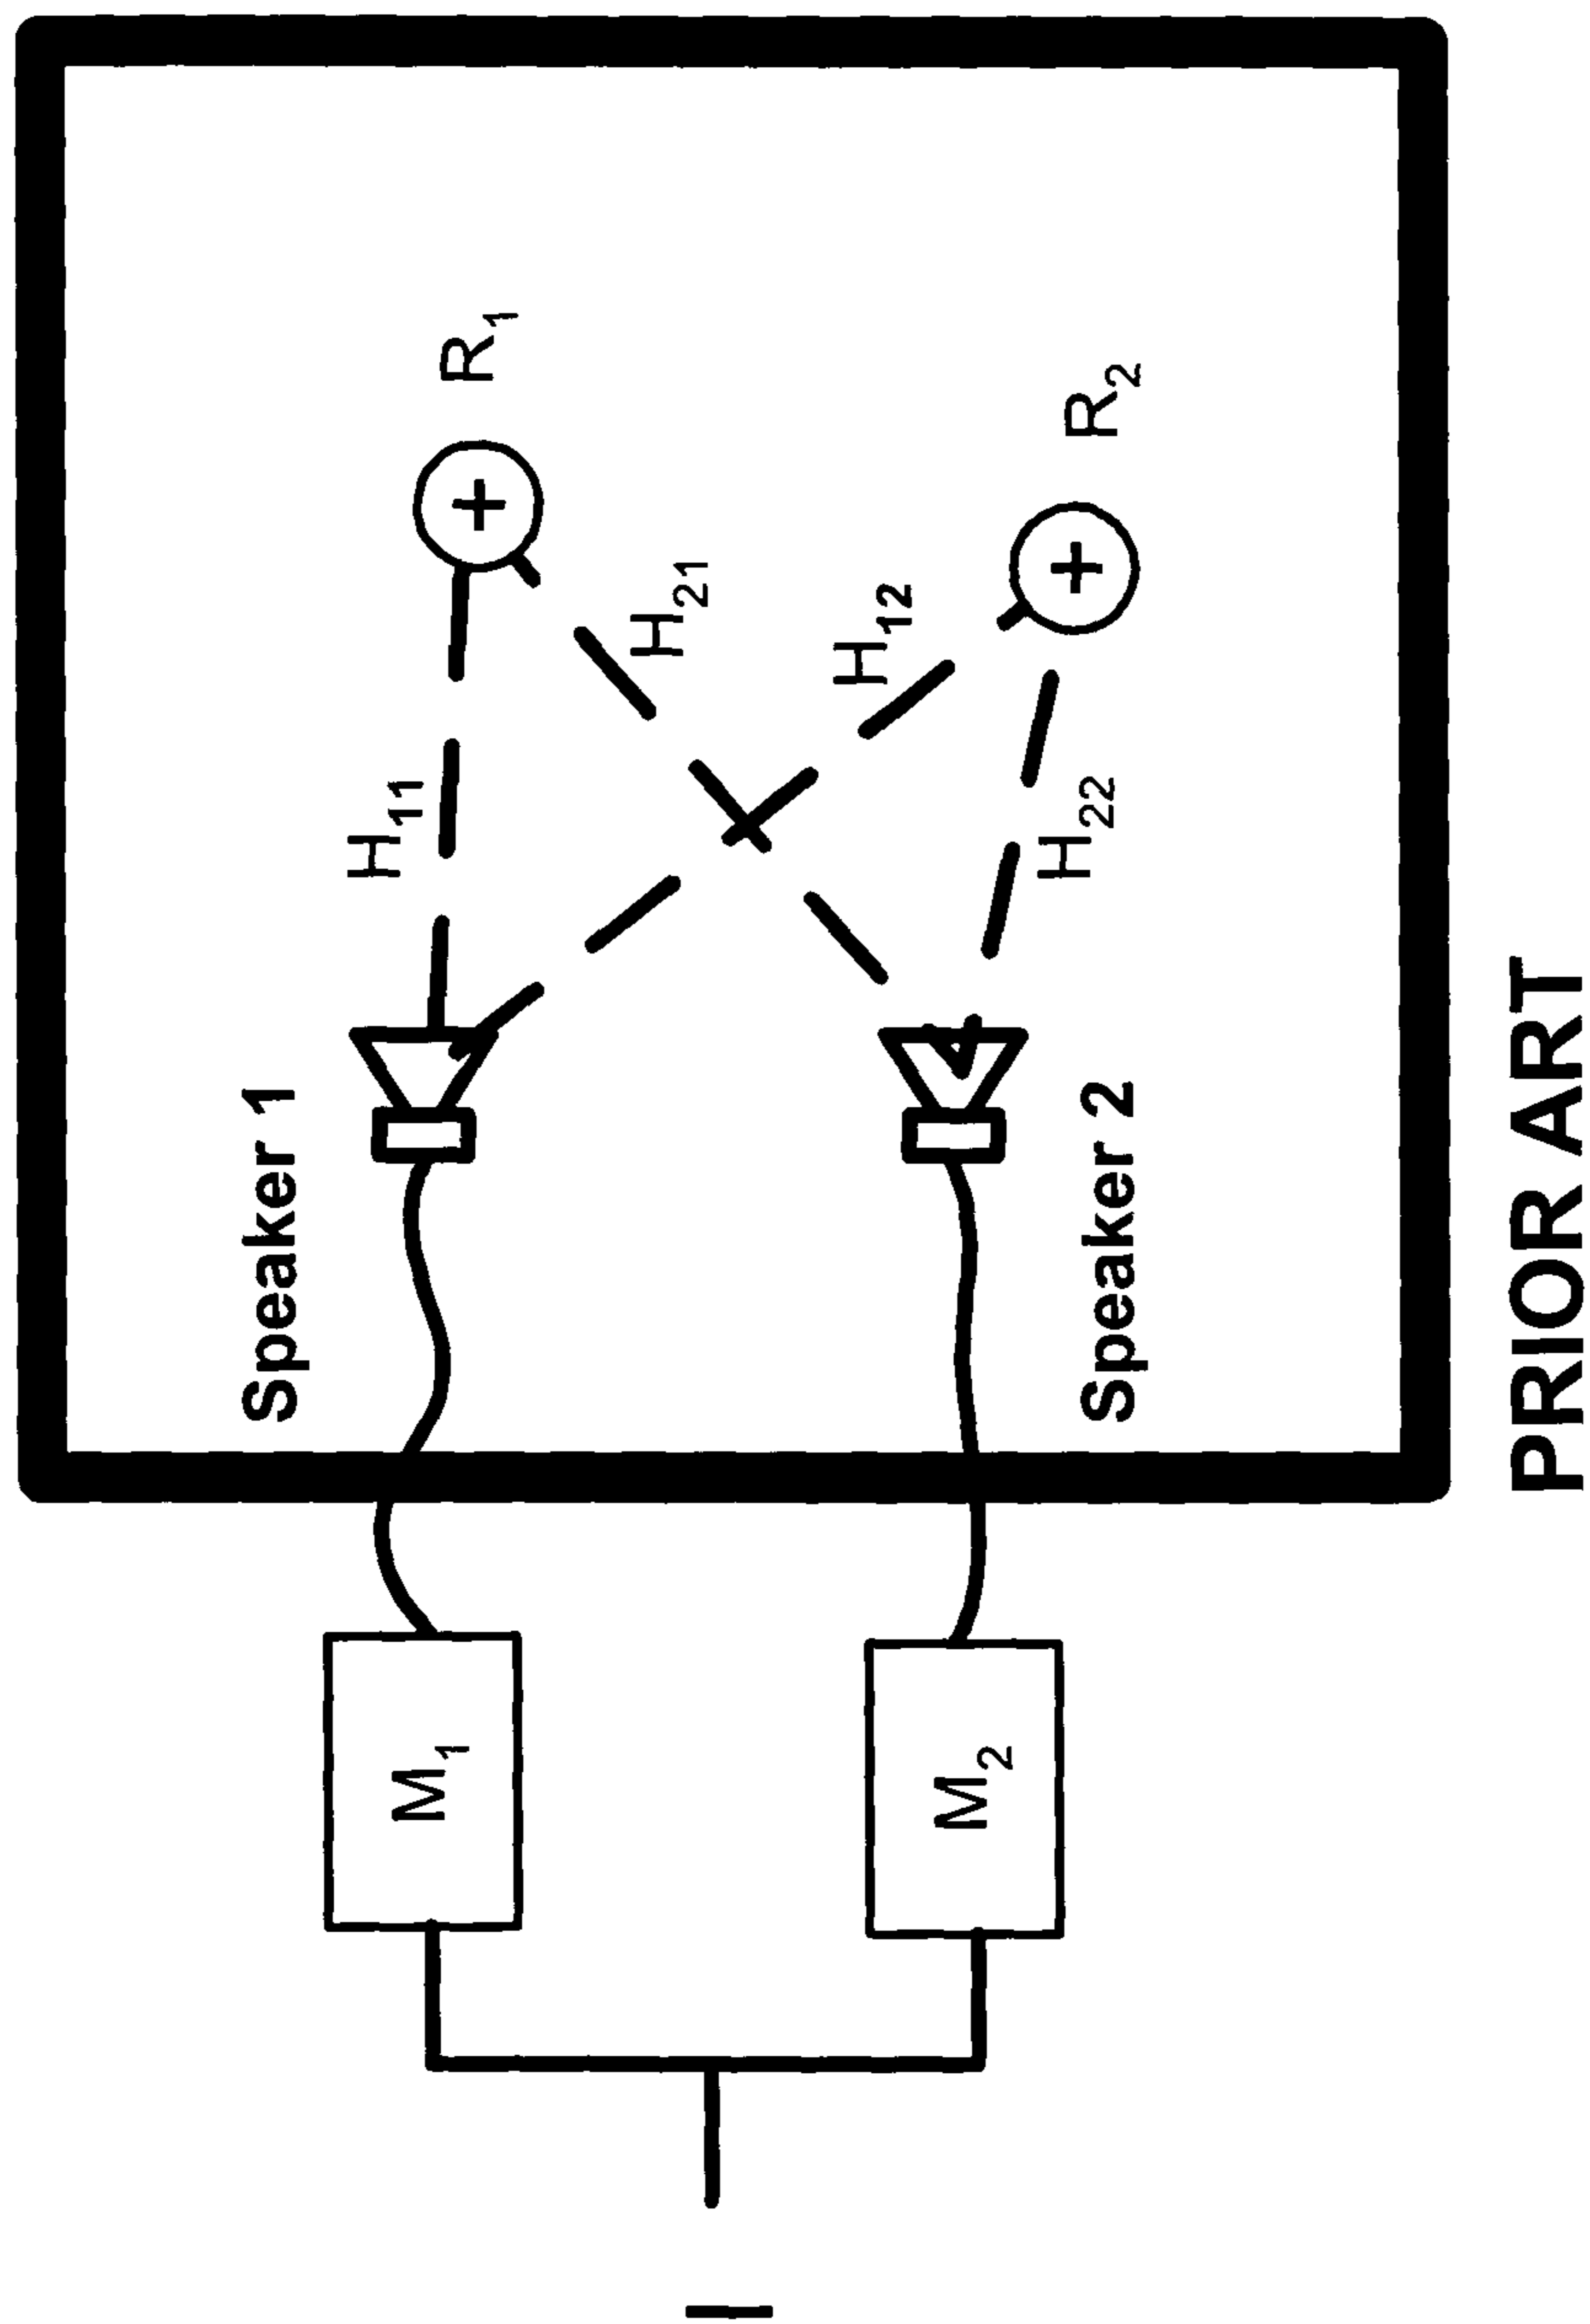 Speaker 1
H11
R1
H21
M1
I
H12
M2
H22
R2
Speaker 2
PRIOR ART